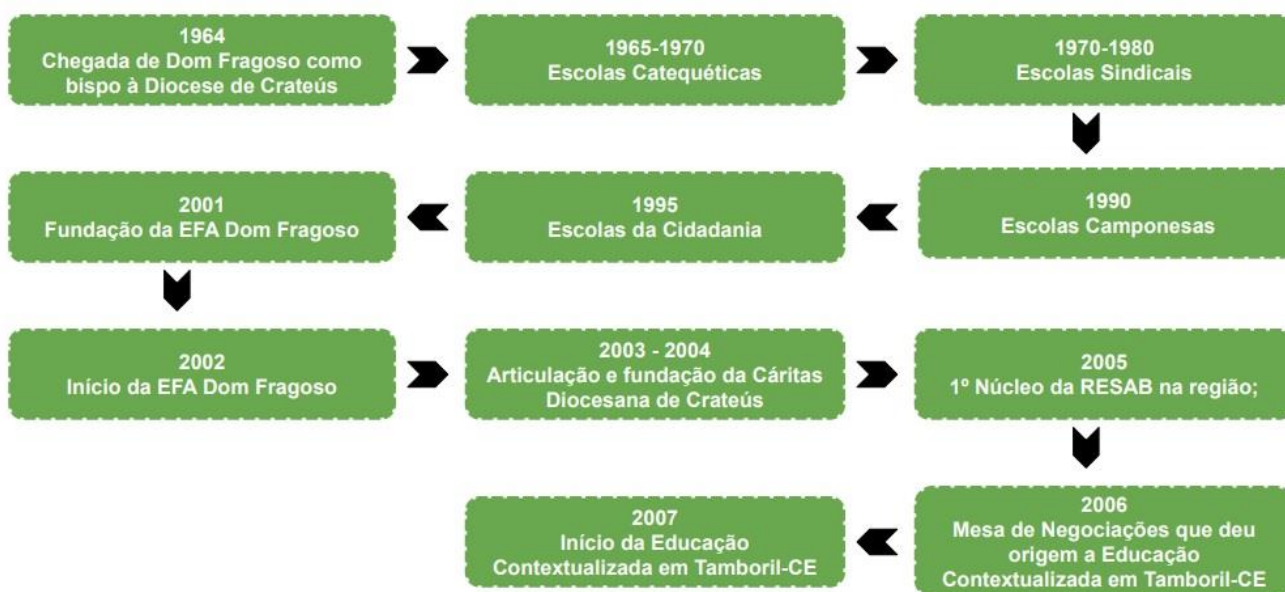 1964
Chegada de Dom Fragoso como
bispo à Diocese de Crateús
1965-1970
Escolas Catequéticas
1970-1980
Escolas Sindicais
1990
Escolas Camponesas
1995
Escolas da Cidadania
2001
Fundação da EFA Dom Fragoso
2002
Início da EFA Dom Fragoso
2003 - 2004
Articulação e fundação da Cáritas
Diocesana de Crateús
2005
1º Núcleo da RESAB na região;
2006
Mesa de Negociações que deu
origem a Educação
Contextualizada em Tamboril-CE
2007
Início da Educação
Contextualizada em Tamboril-CE